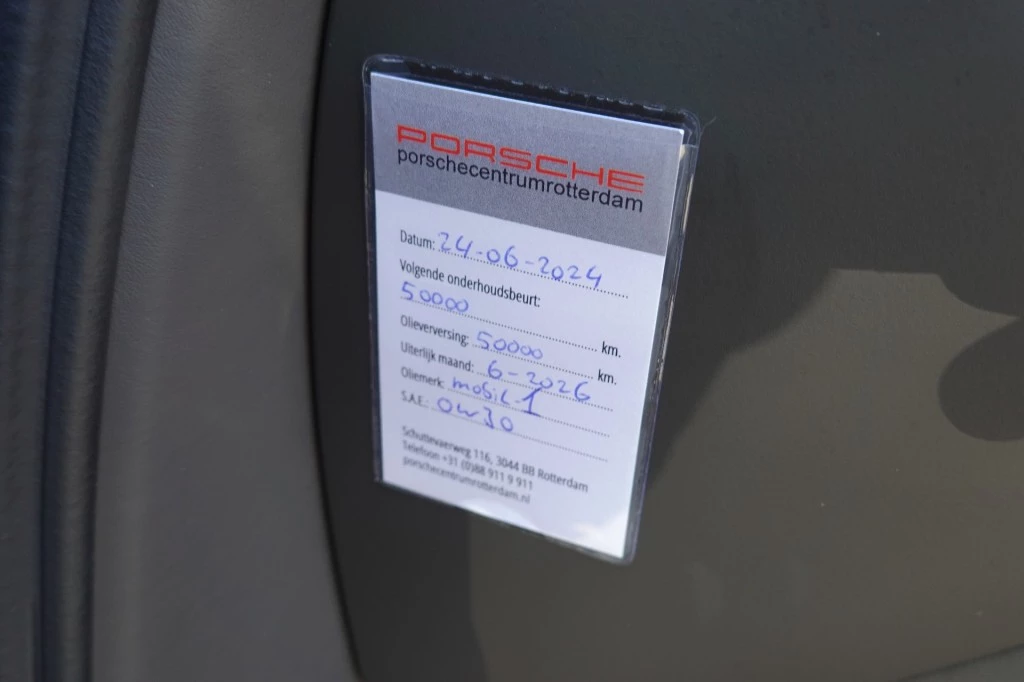 PORSCHE
porschecentrumrotterdam
Datum: 24-06-2024
Volgende onderhoudsbeurt:
50000 km.
Olieverversing: 50000 km.
Uiterlijk maand: 6-2026
Oliemerk: mobil 1
S.A.E.: 0w30
Schuttevaerweg 116, 3044 BB Rotterdam
Telefoon +31 (0)88 911 9 911
porschecentrumrotterdam.nl